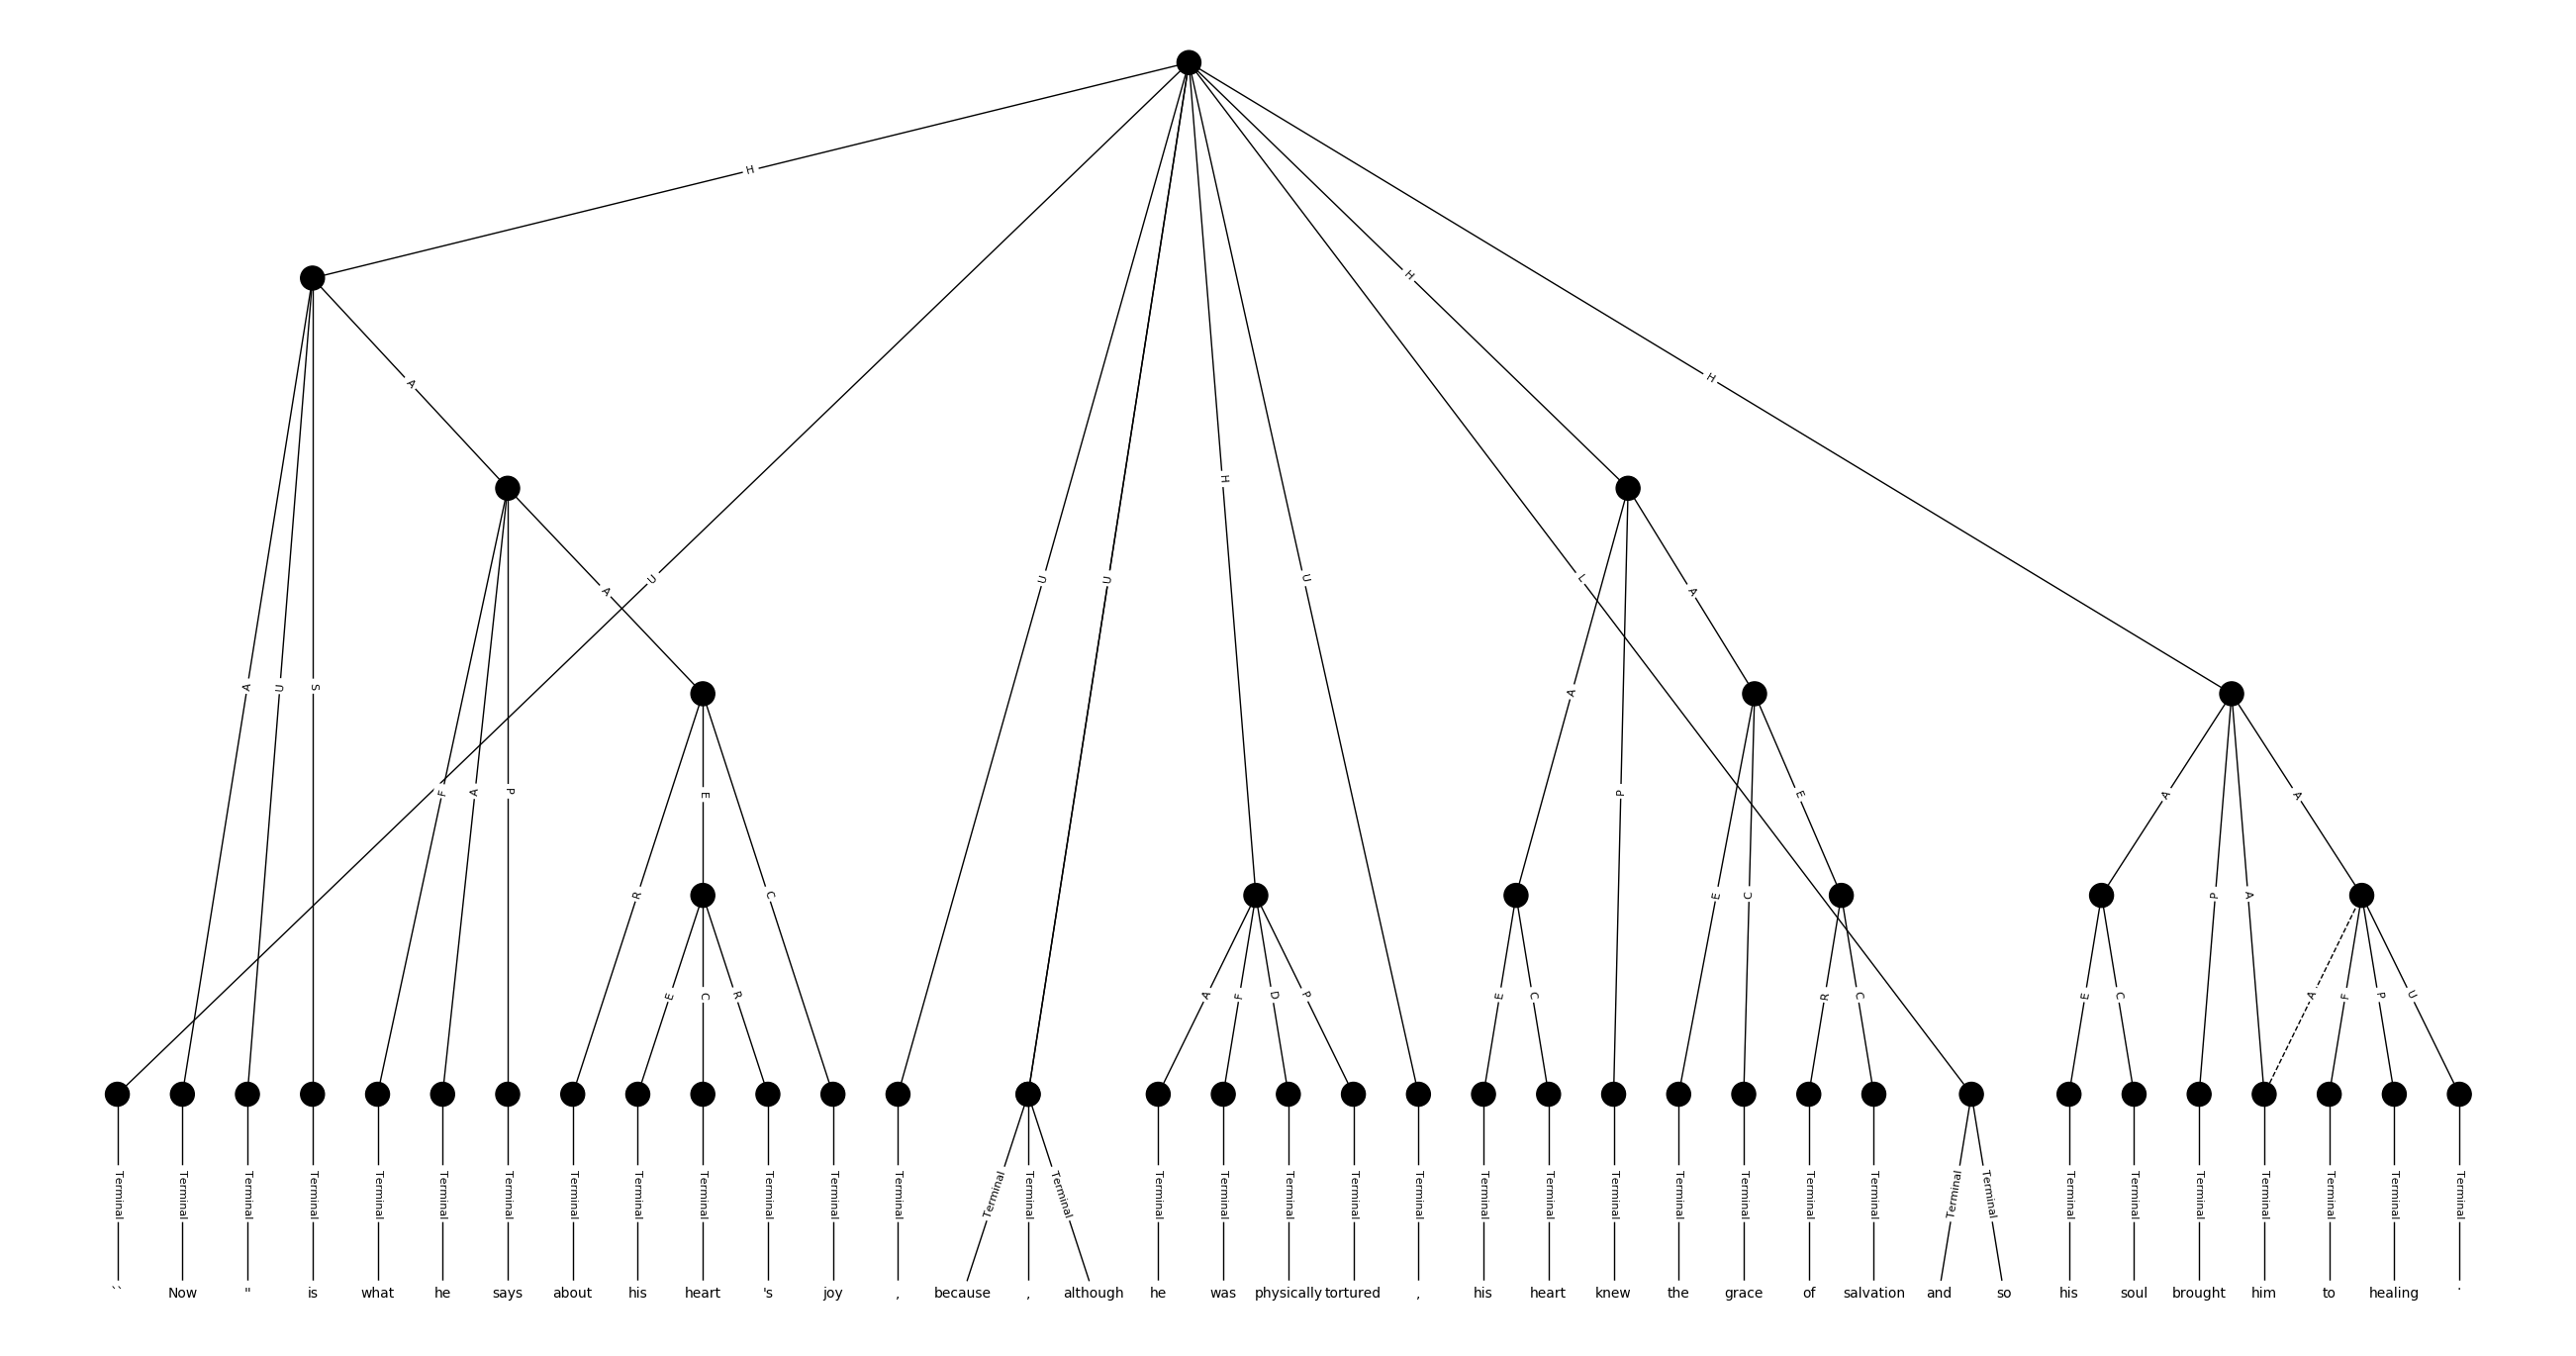 H
H
H
A
H
L
U
U
U
H
U
A
A
A U S
F A P
A
P
A
R E C
E C E
A P A A
E C R
A F D P
E C
R C
E C
A F P U
Terminal Terminal Terminal Terminal Terminal Terminal Terminal Terminal Terminal Terminal Terminal Terminal Terminal Terminal Terminal Terminal Terminal Terminal Terminal Terminal Terminal Terminal Terminal Terminal Terminal Terminal Terminal Terminal Terminal Terminal Terminal Terminal Terminal Terminal Terminal Terminal Terminal
`` Now " is what he says about his heart 's joy , because , although he was physically tortured , his heart knew the grace of salvation and so his soul brought him to healing .